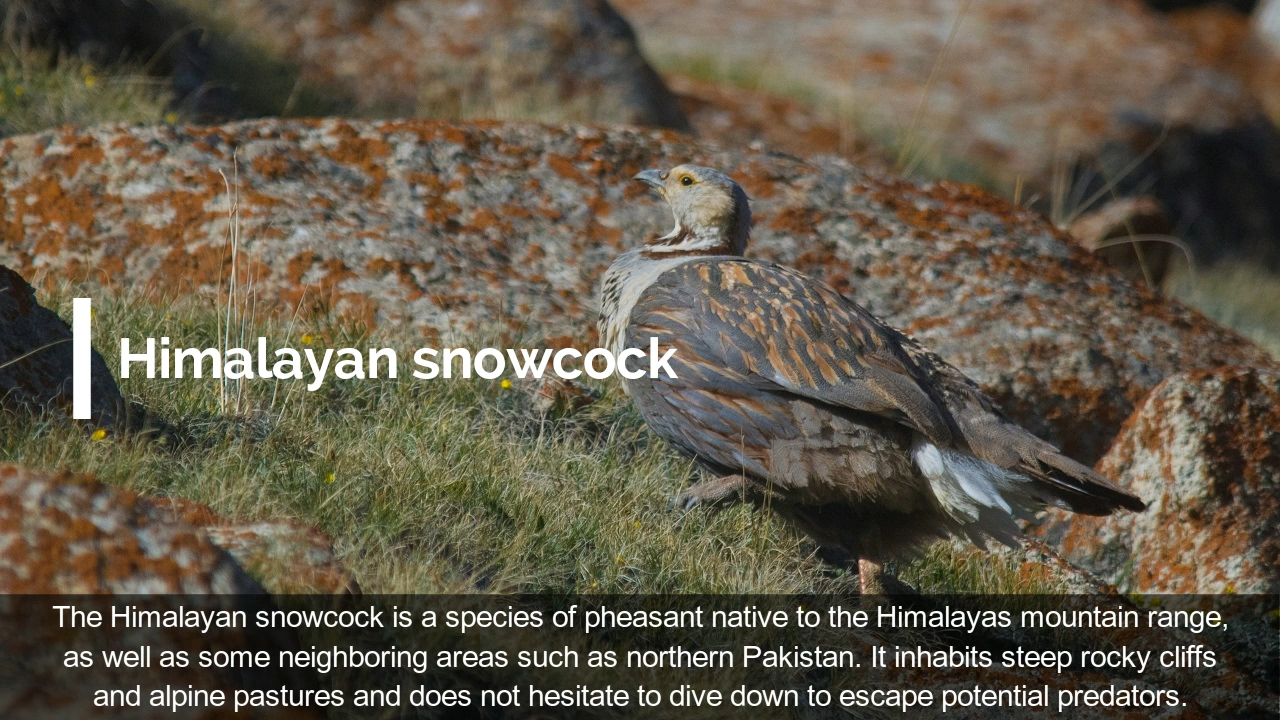 Himalayan snowcock
The Himalayan snowcock is a species of pheasant native to the Himalayas mountain range,
as well as some neighboring areas such as northern Pakistan. It inhabits steep rocky cliffs
and alpine pastures and does not hesitate to dive down to escape potential predators.